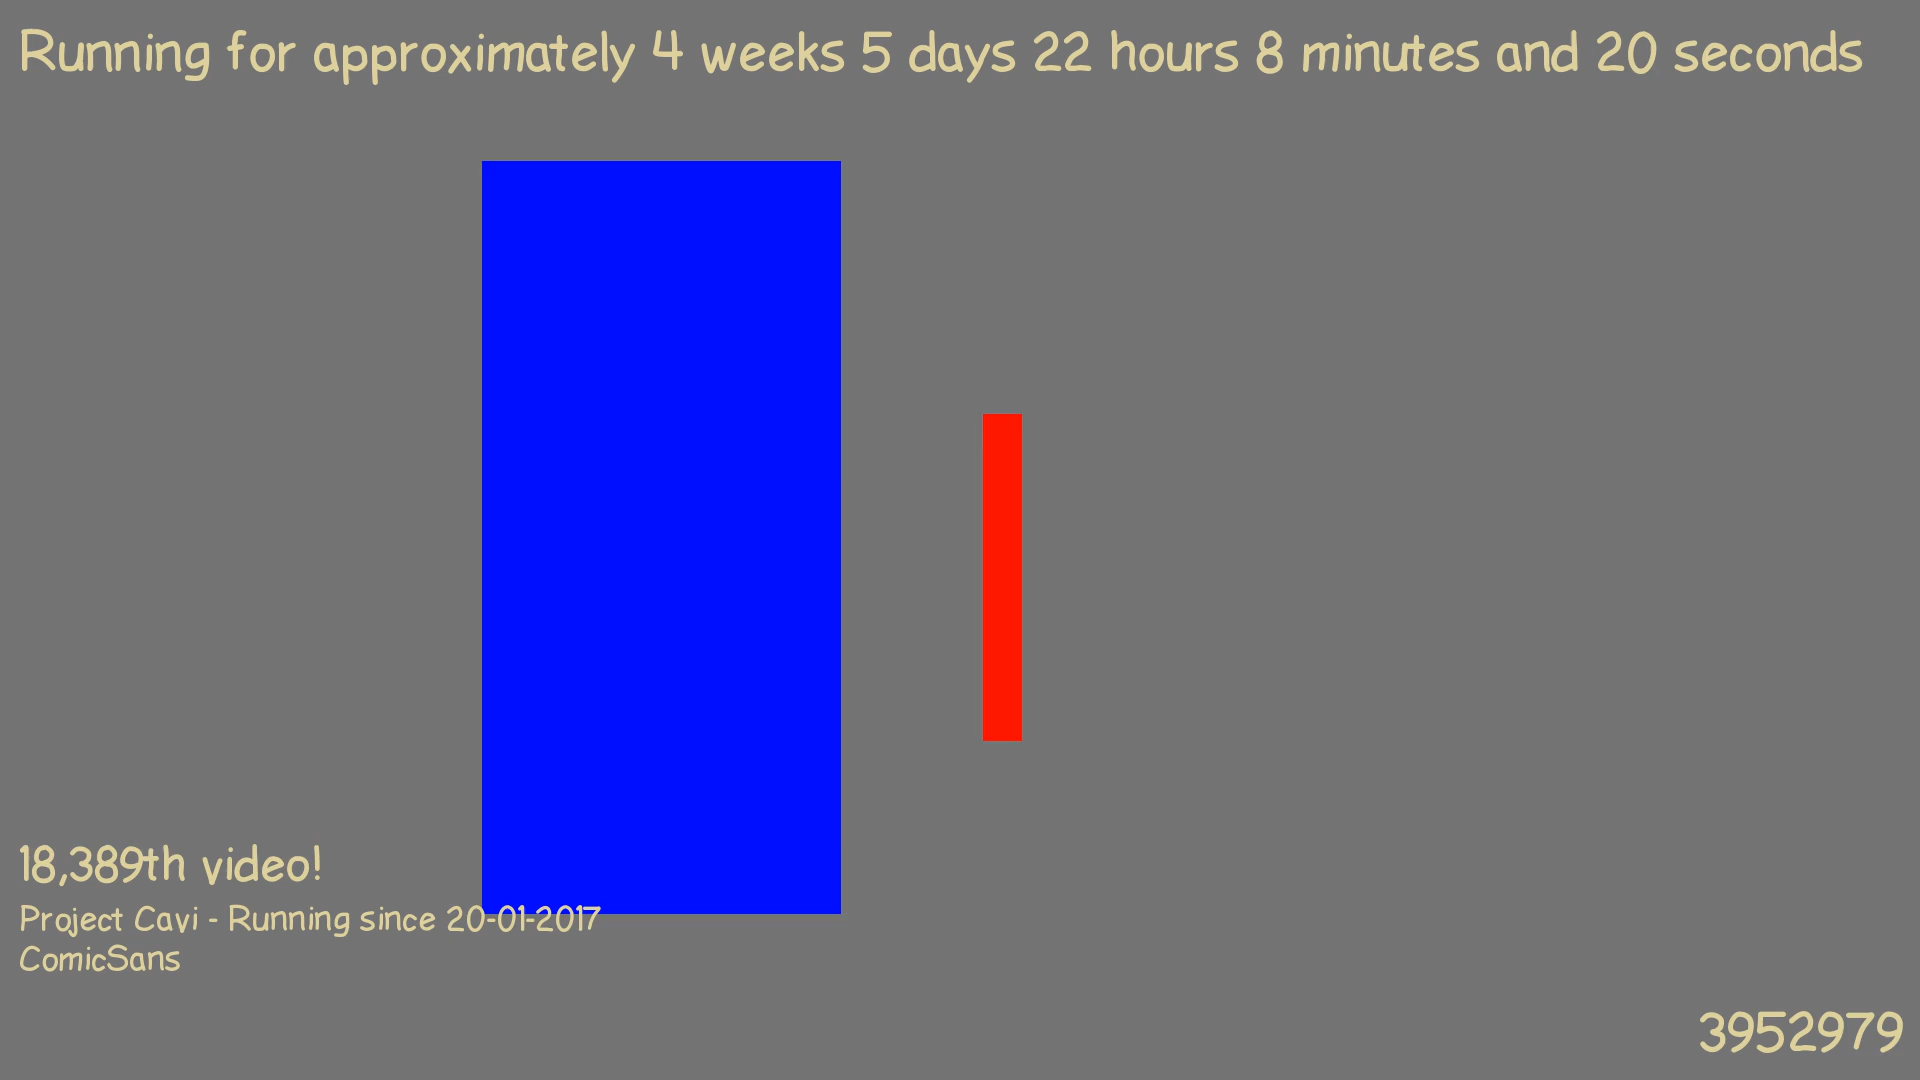 Running for approximately 4 weeks 5 days 22 hours 8 minutes and 20 seconds
18,389th video!
Project Cavi - Running since 20-01-2017
ComicSans
3952979